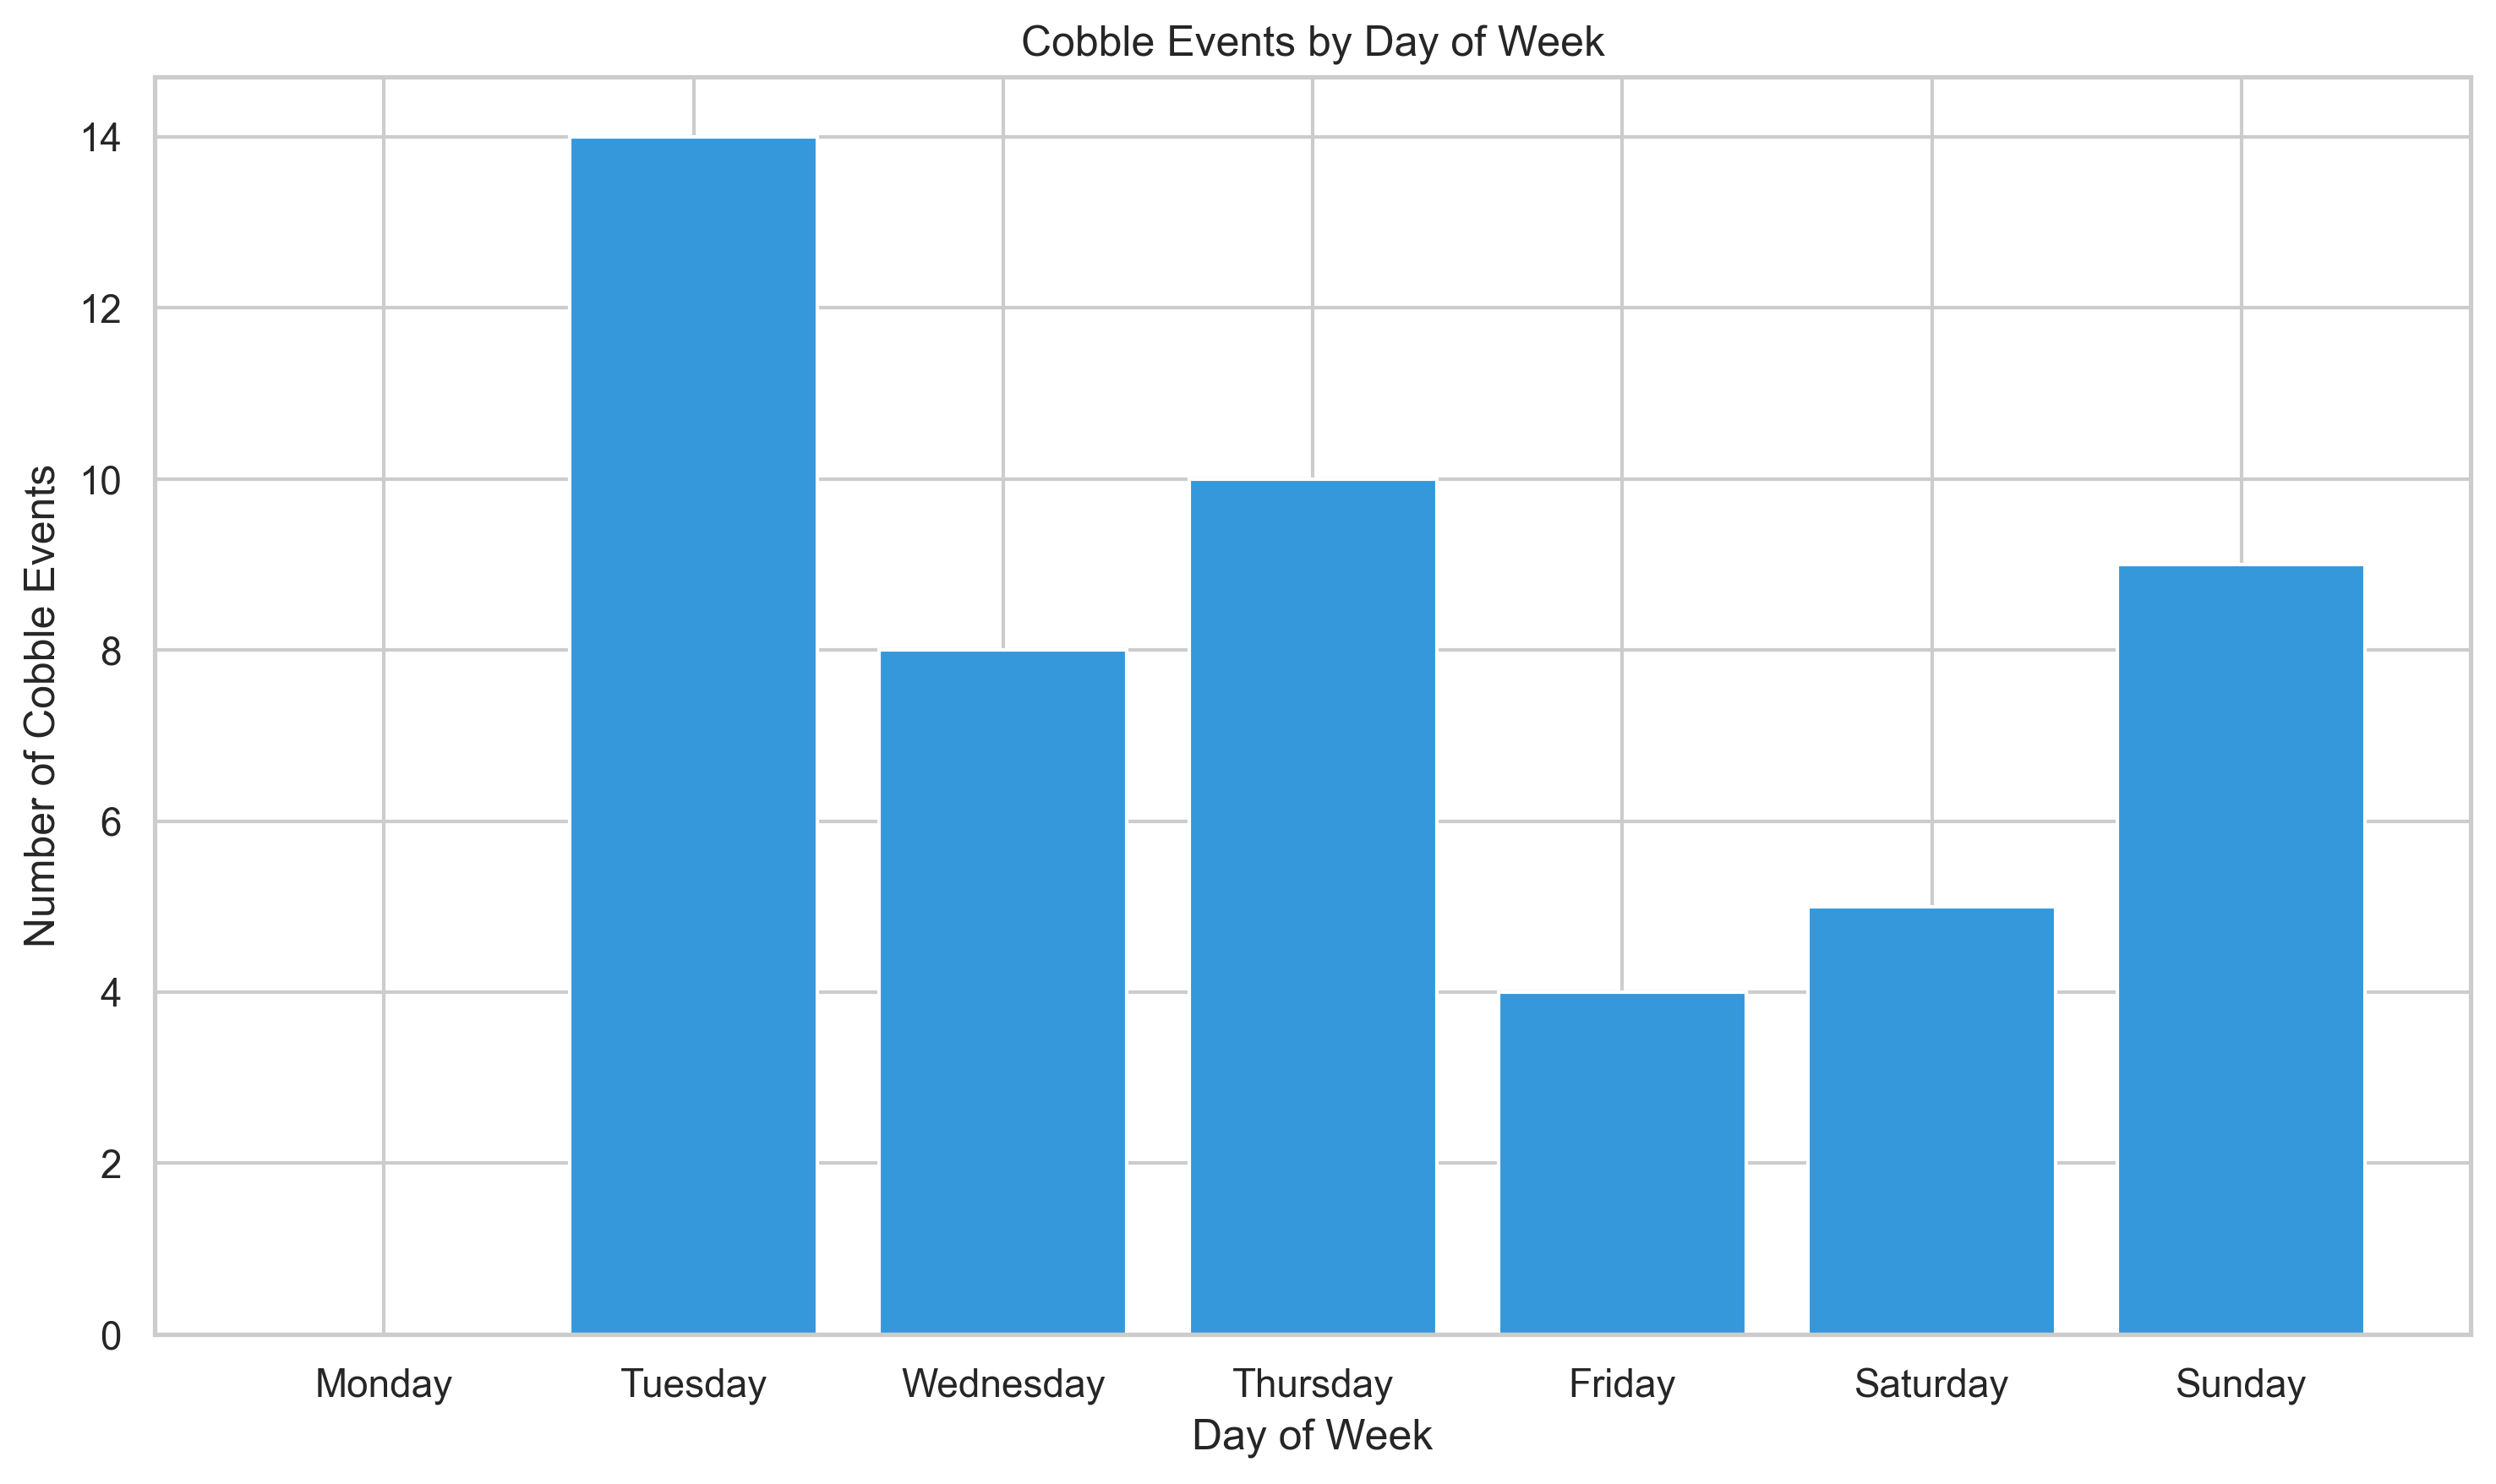 Cobble Events by Day of Week
Number of Cobble Events
14
12
10
8
6
4
2
0
Monday Tuesday Wednesday Thursday Friday Saturday Sunday
Day of Week